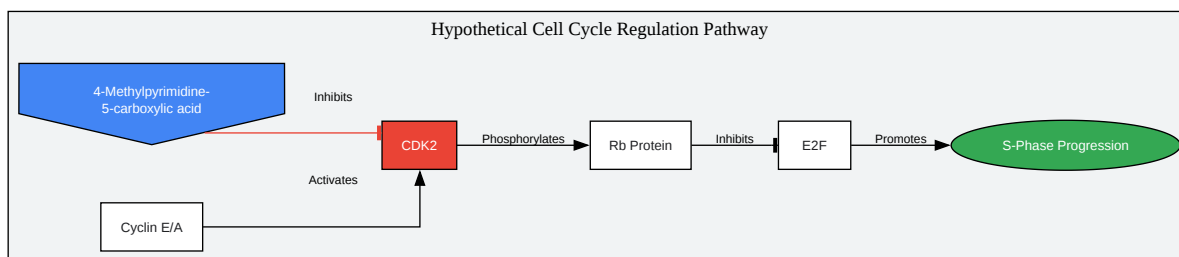 Hypothetical Cell Cycle Regulation Pathway
4-Methylpyrimidine-
5-carboxylic acid
Inhibits
CDK2
Phosphorylates
Rb Protein
Inhibits
E2F
Promotes
S-Phase Progression
Activates
Cyclin E/A